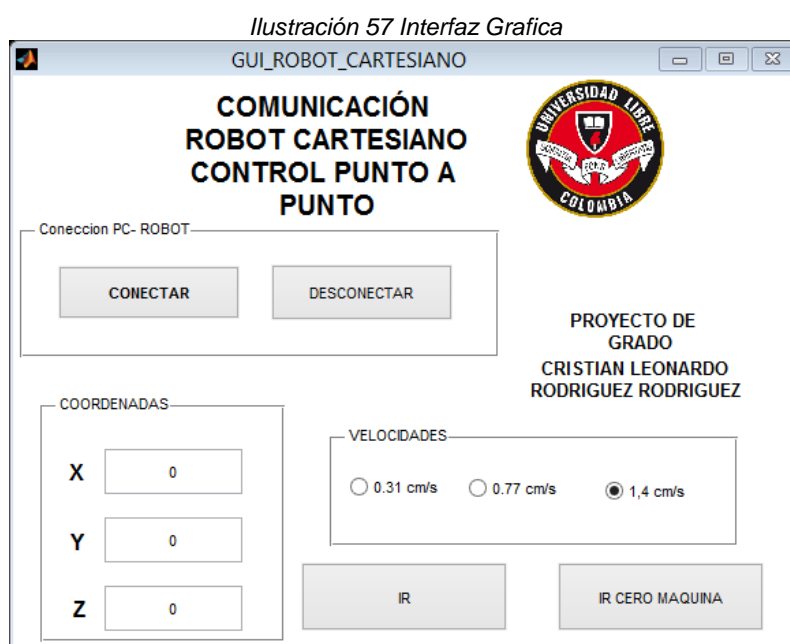 Ilustración 57 Interfaz Grafica
GUI_ROBOT_CARTESIANO
COMUNICACIÓN
ROBOT CARTESIANO
CONTROL PUNTO A
PUNTO
UNIVERSIDAD LIBRE
COLOMBIA
Coneccion PC- ROBOT
CONECTAR
DESCONECTAR
PROYECTO DE
GRADO
CRISTIAN LEONARDO
RODRIGUEZ RODRIGUEZ
COORDENADAS
X 0
Y 0
Z 0
VELOCIDADES
0.31 cm/s 0.77 cm/s 1,4 cm/s
IR
IR CERO MAQUINA